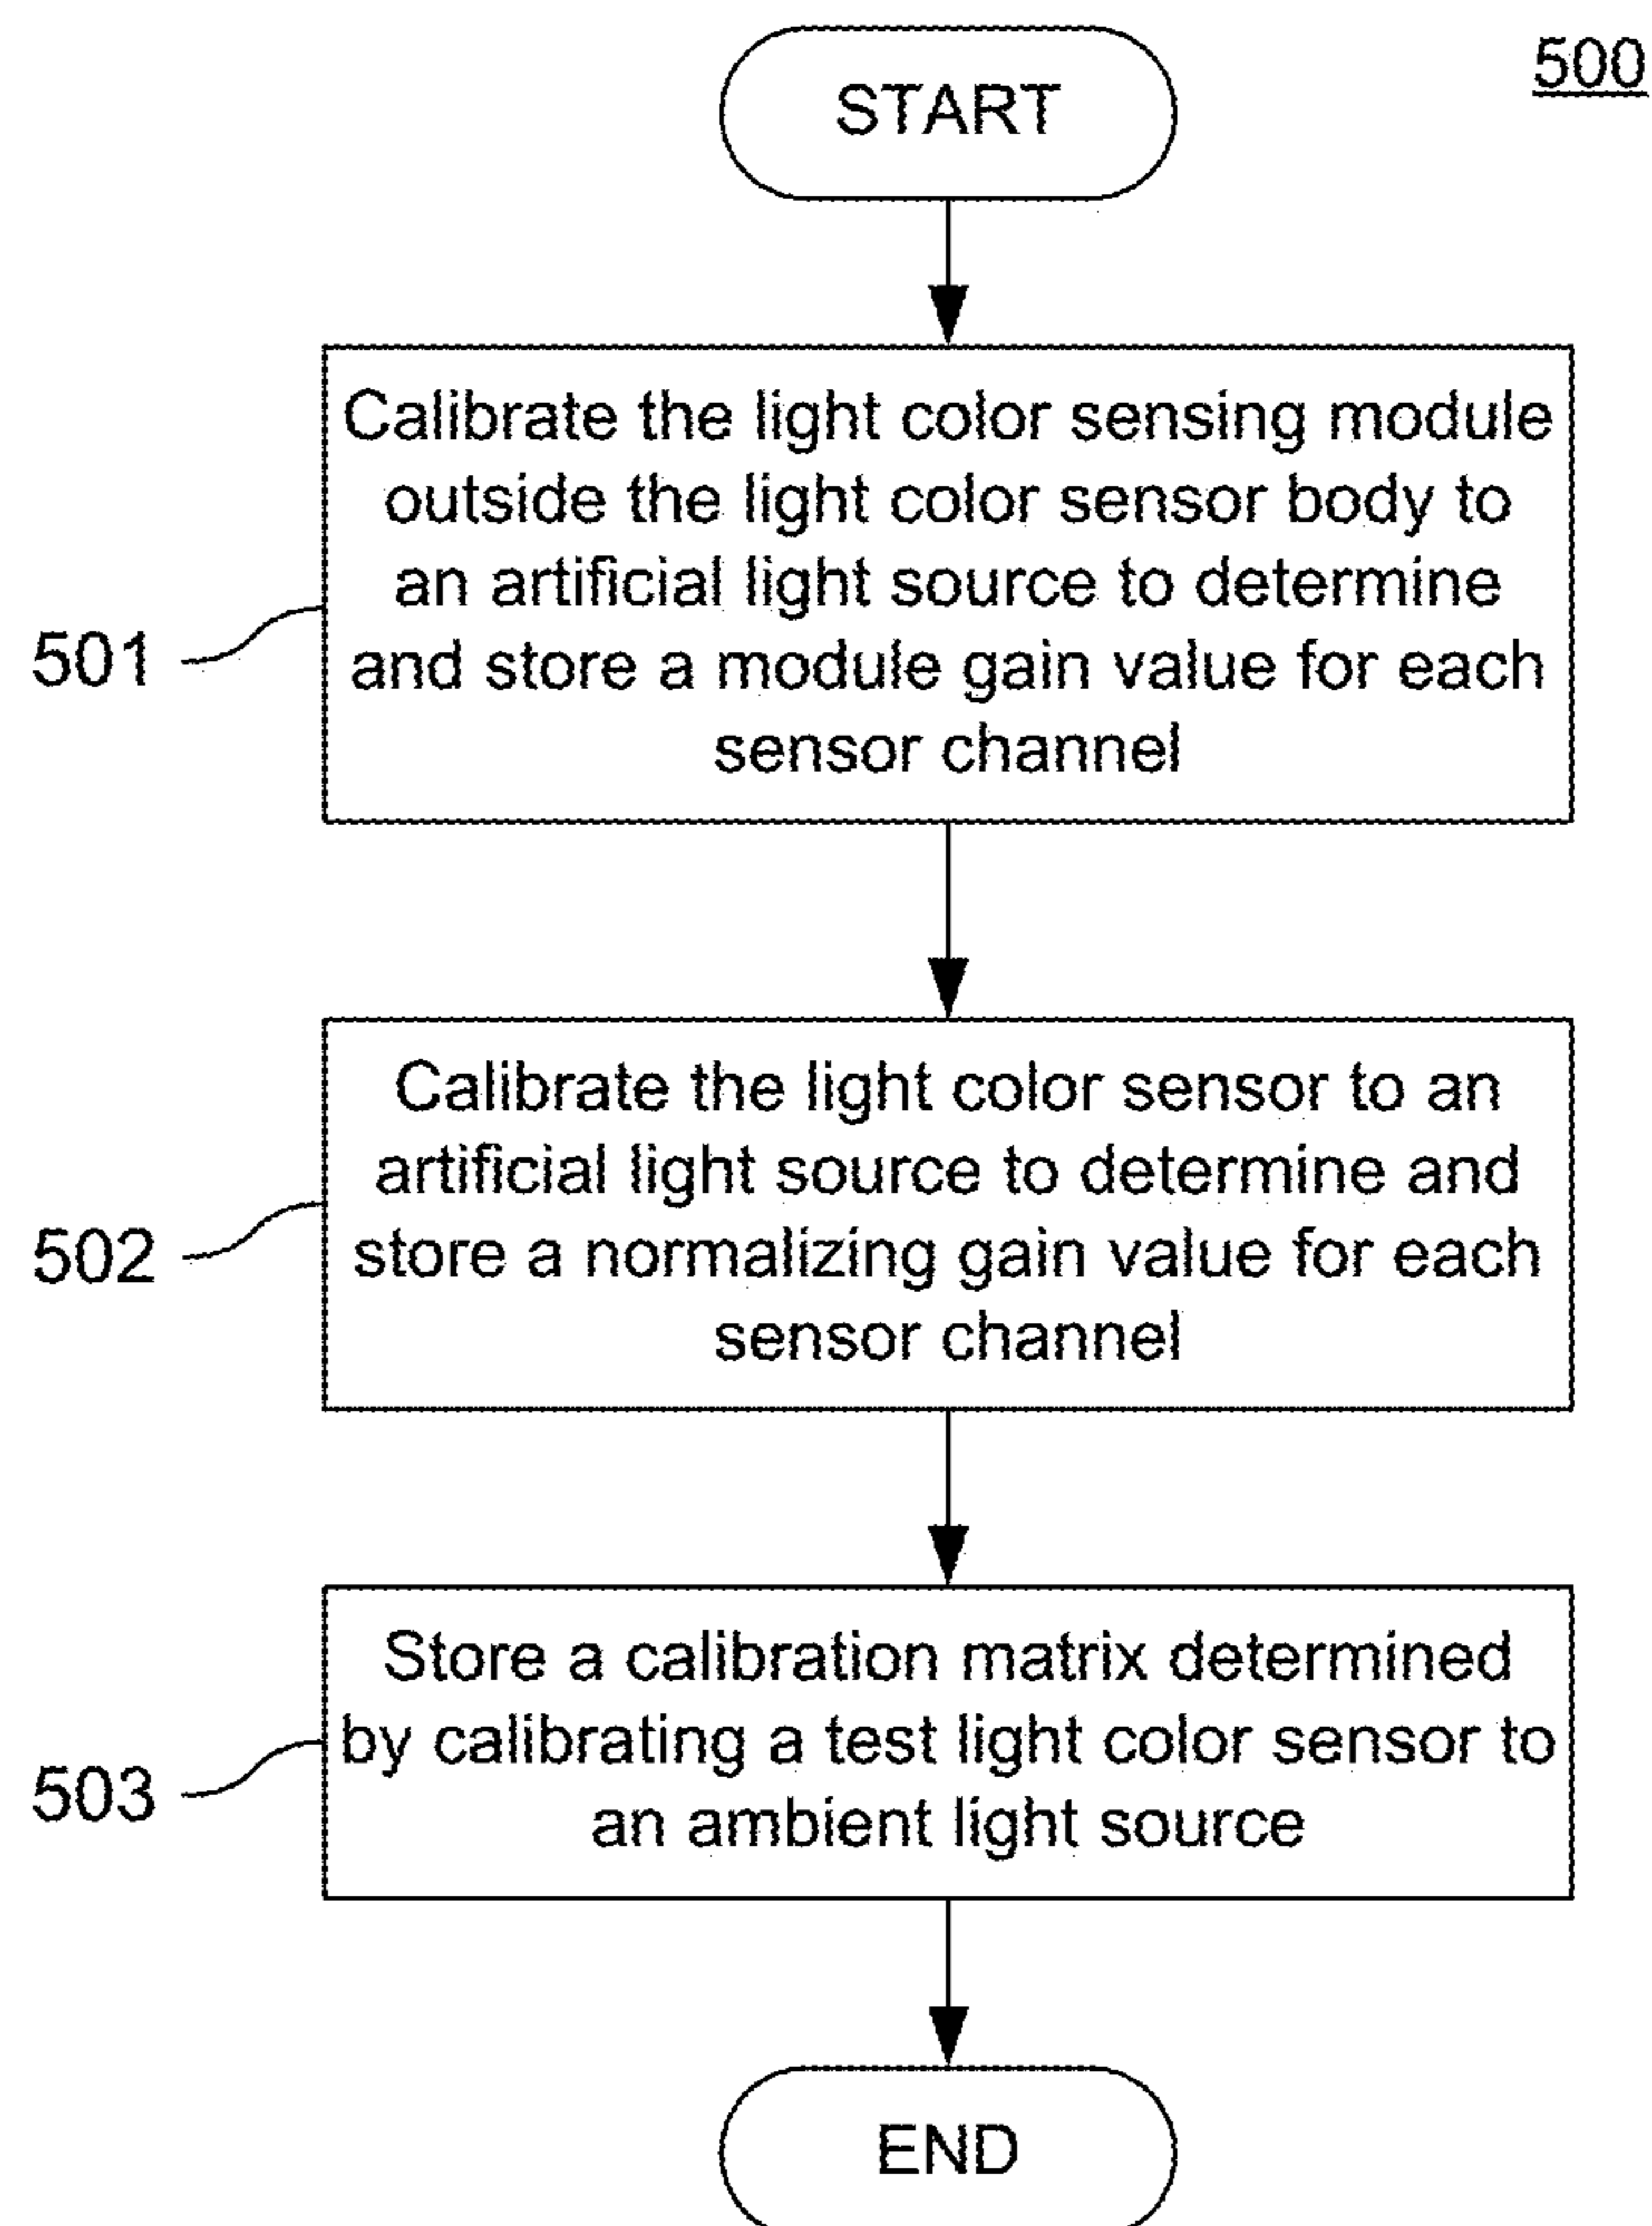 500
START
Calibrate the light color sensing module
outside the light color sensor body to
an artificial light source to determine
and store a module gain value for each
sensor channel
501
Calibrate the light color sensor to an
artificial light source to determine and
store a normalizing gain value for each
sensor channel
502
Store a calibration matrix determined
by calibrating a test light color sensor to
an ambient light source
503
END